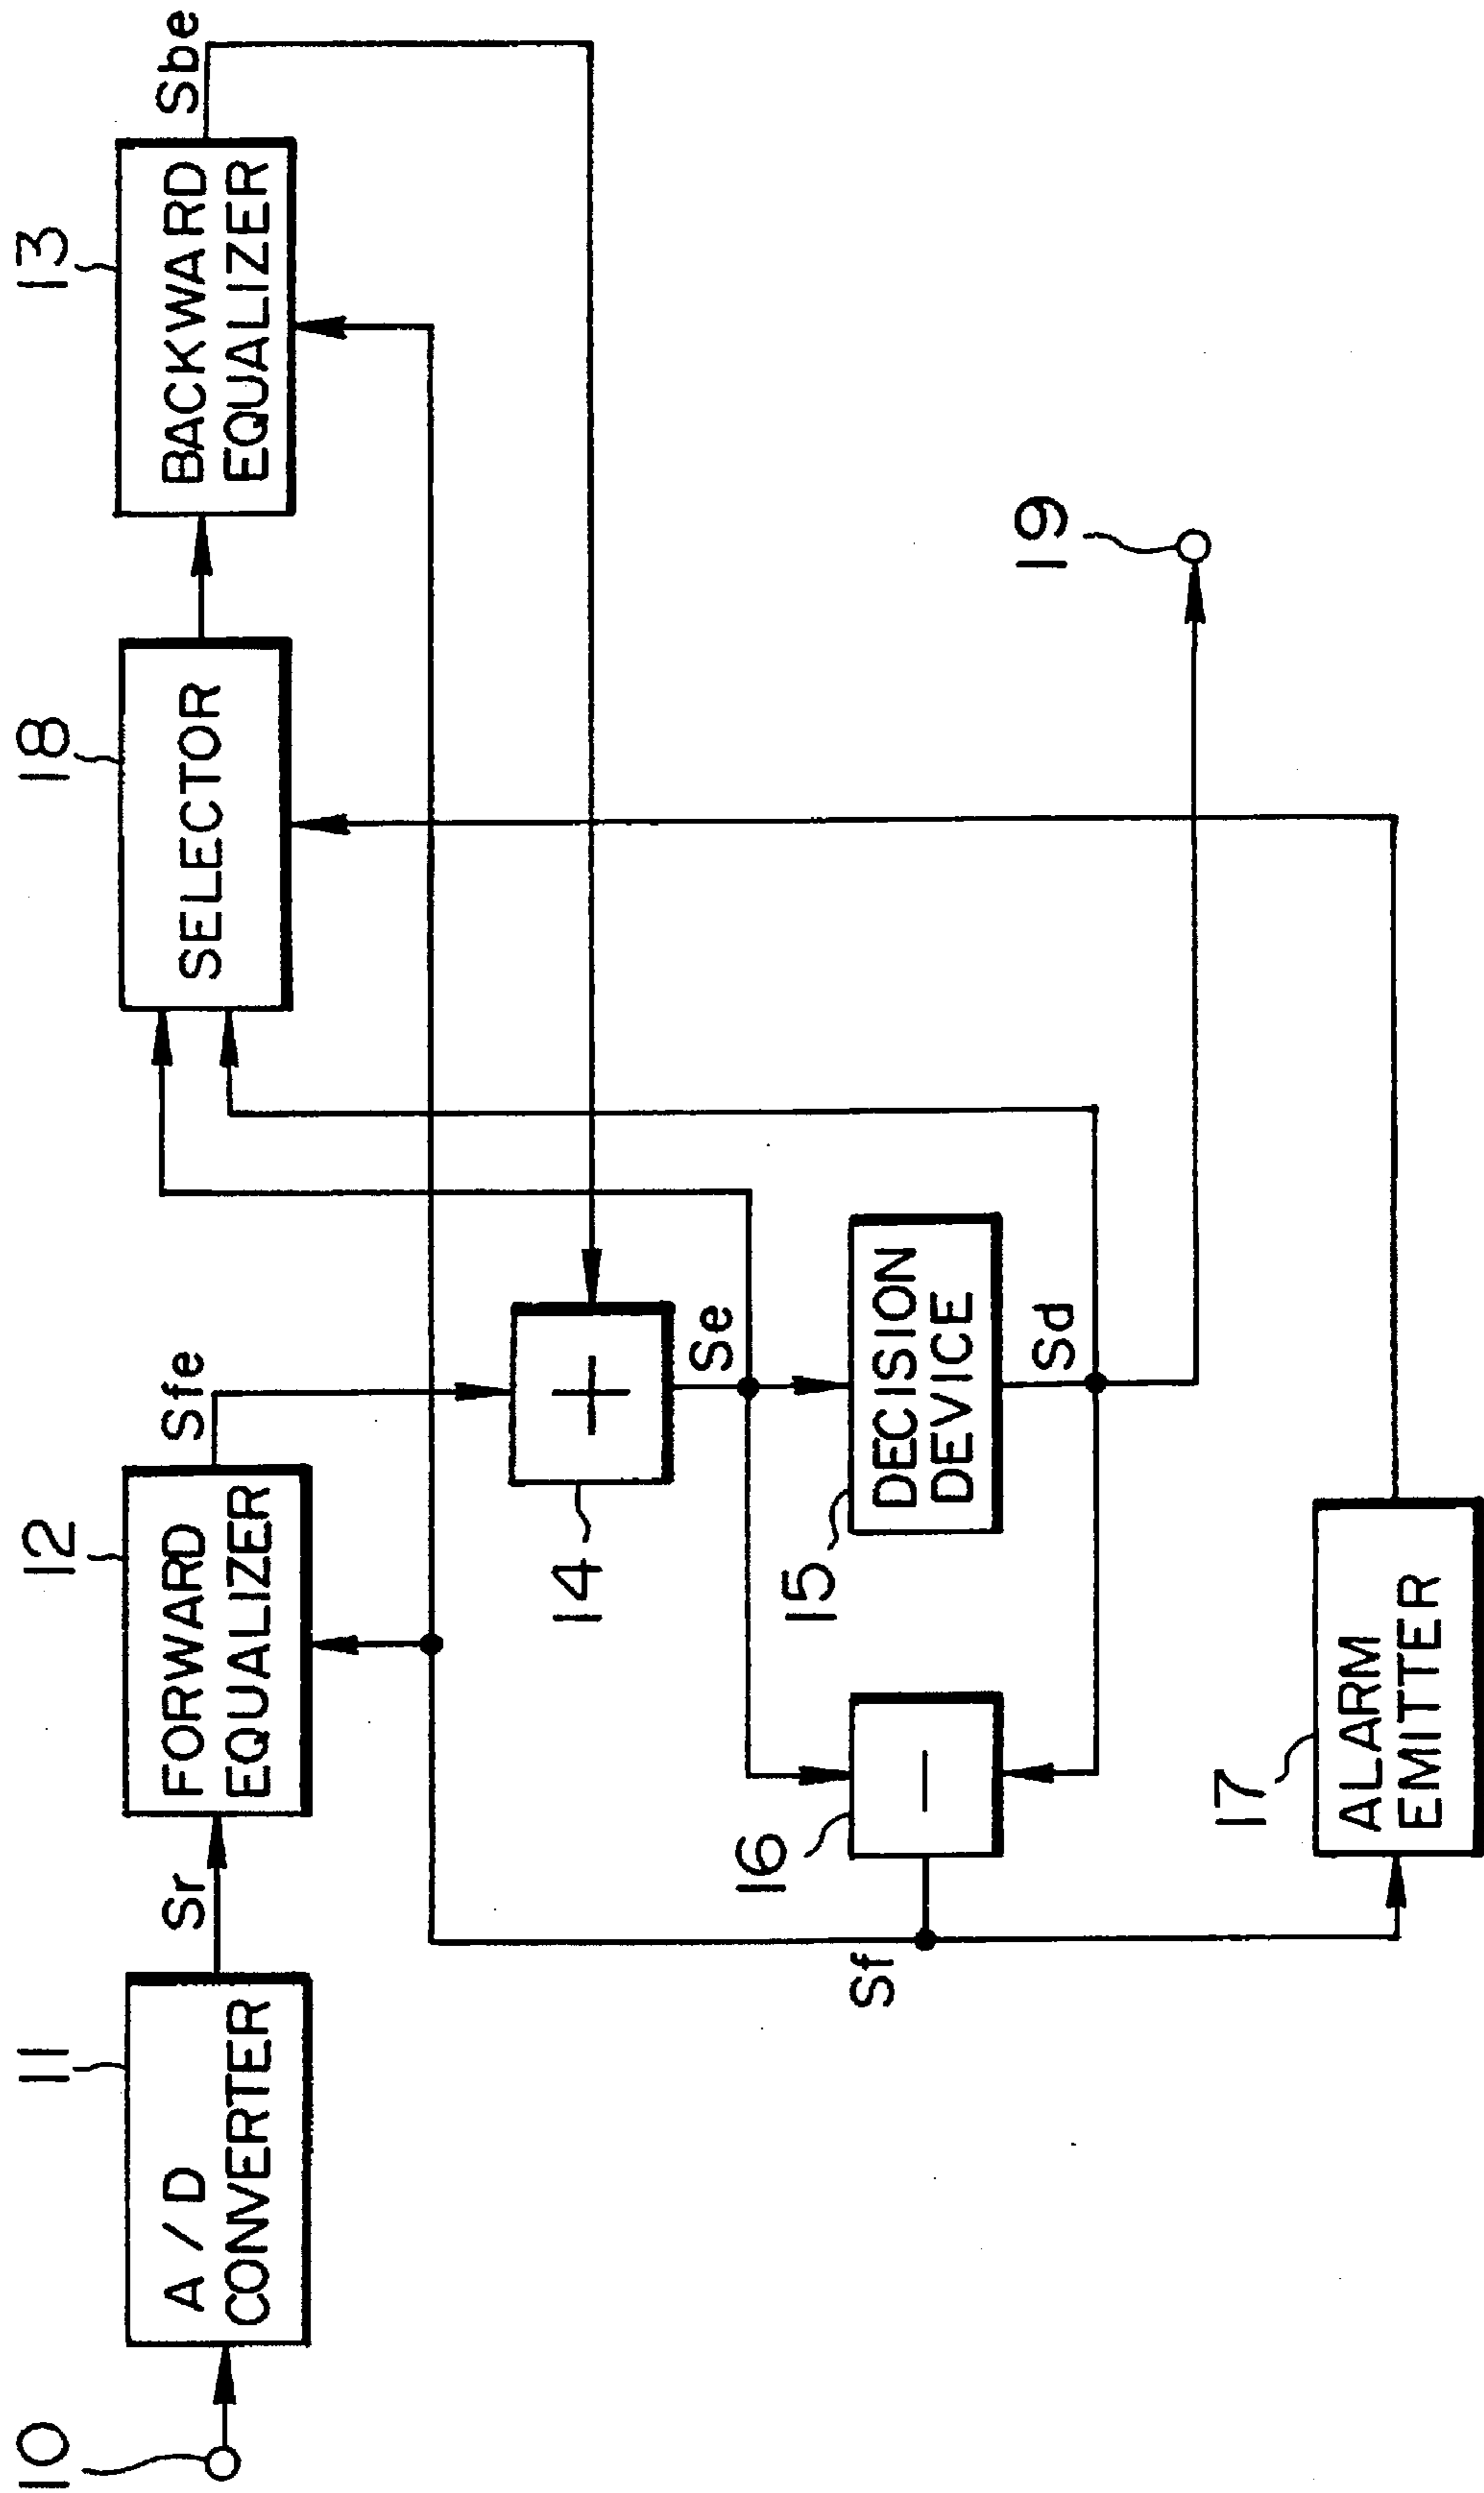 10
11
12
18
13
A/D
CONVERTER
Sr
FORWARD
EQUALIZER
Sfe
SELECTOR
BACKWARD
EQUALIZER
Sbe
14
+
Se
16
−
15
DECISION
DEVICE
Sf
Sd
19
17
ALARM
EMITTER